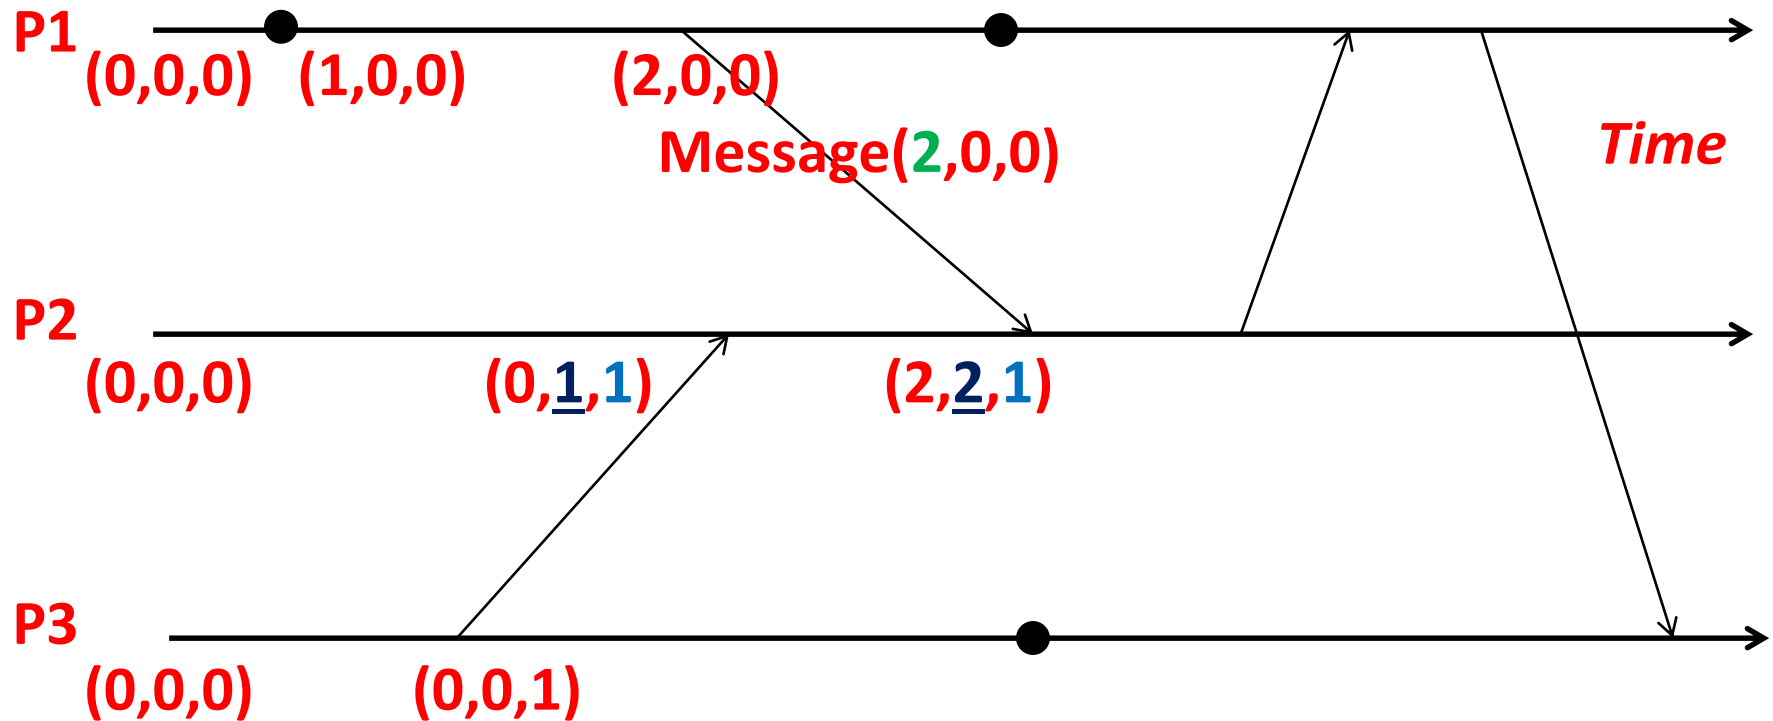 P1
(0,0,0) (1,0,0) (2,0,0)
Message(2,0,0) Time
P2
(0,0,0) (0,1,1) (2,2,1)
P3
(0,0,0) (0,0,1)